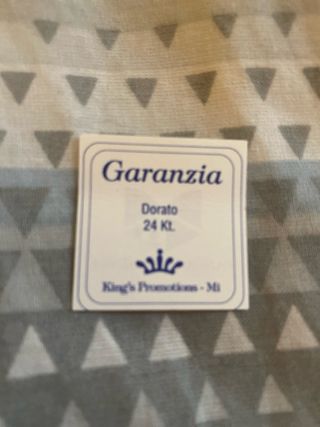 Garanzia
Dorato
24 Kt.
King's Promotions - Mi